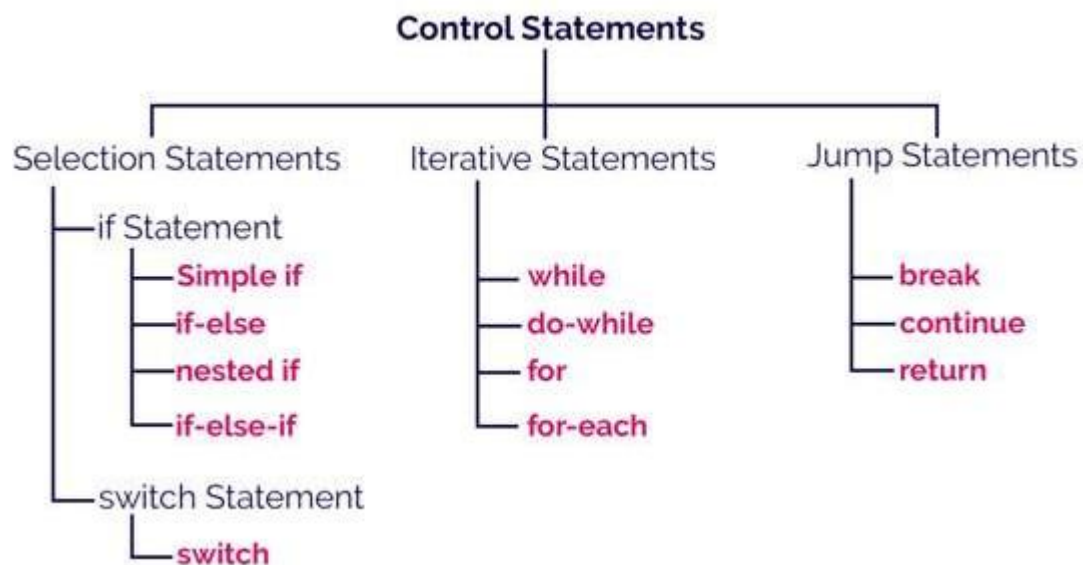 Control Statements
Selection Statements
if Statement
Simple if
if-else
nested if
if-else-if
switch Statement
switch
Iterative Statements
while
do-while
for
for-each
Jump Statements
break
continue
return